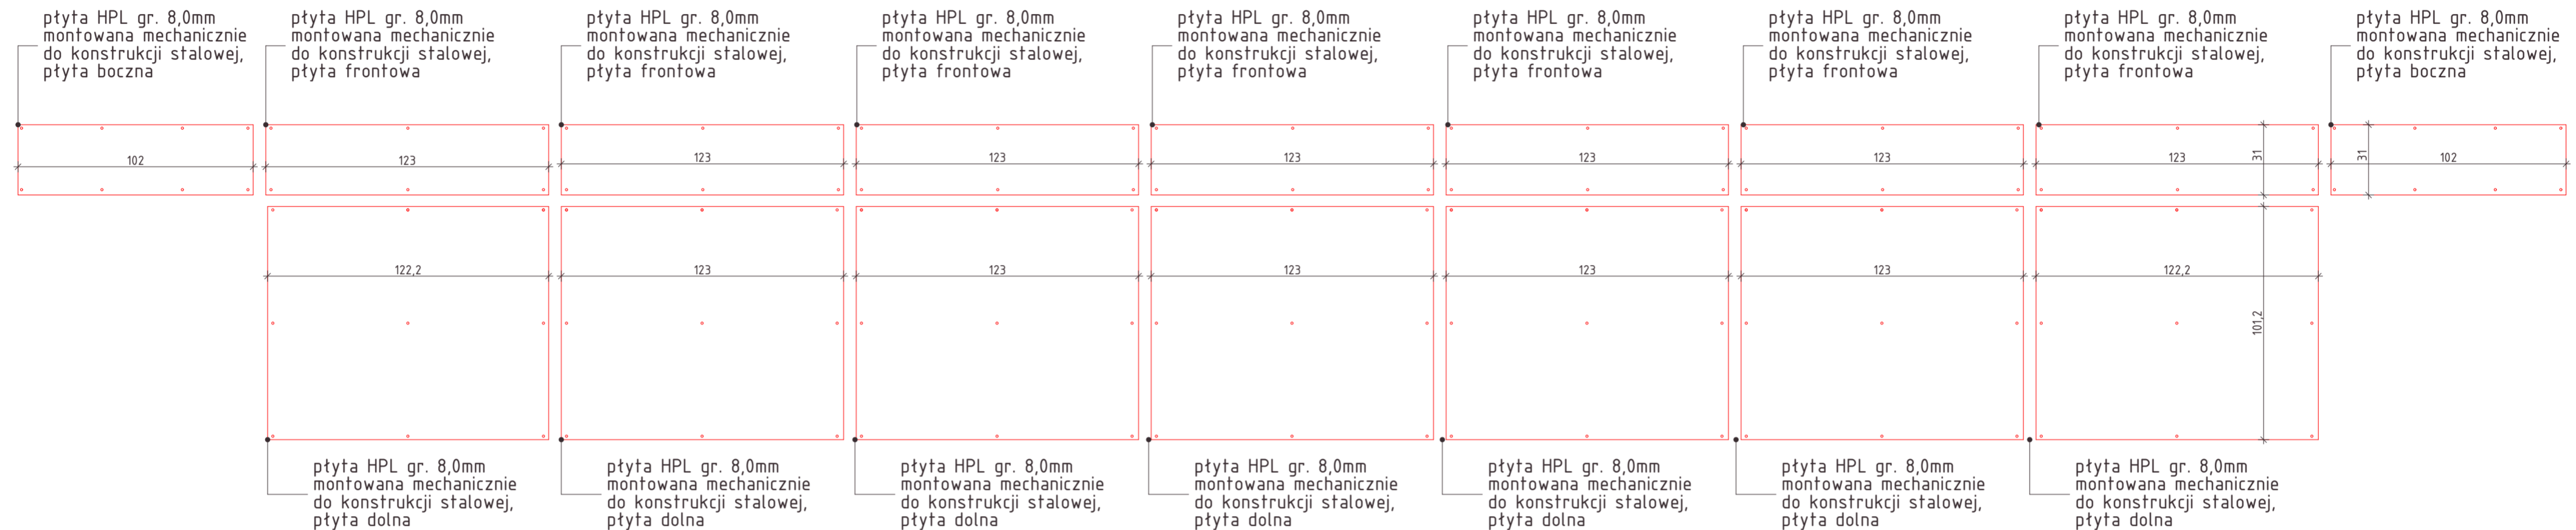 płyta HPL gr. 8,0mm
montowana mechanicznie
do konstrukcji stalowej,
płyta boczna
płyta HPL gr. 8,0mm
montowana mechanicznie
do konstrukcji stalowej,
płyta frontowa
płyta HPL gr. 8,0mm
montowana mechanicznie
do konstrukcji stalowej,
płyta frontowa
płyta HPL gr. 8,0mm
montowana mechanicznie
do konstrukcji stalowej,
płyta frontowa
płyta HPL gr. 8,0mm
montowana mechanicznie
do konstrukcji stalowej,
płyta frontowa
płyta HPL gr. 8,0mm
montowana mechanicznie
do konstrukcji stalowej,
płyta frontowa
płyta HPL gr. 8,0mm
montowana mechanicznie
do konstrukcji stalowej,
płyta frontowa
płyta HPL gr. 8,0mm
montowana mechanicznie
do konstrukcji stalowej,
płyta frontowa
płyta HPL gr. 8,0mm
montowana mechanicznie
do konstrukcji stalowej,
płyta boczna
102
123
123
123
123
123
123
123
31
31
102
122,2
123
123
123
123
123
122,2
101,2
płyta HPL gr. 8,0mm
montowana mechanicznie
do konstrukcji stalowej,
płyta dolna
płyta HPL gr. 8,0mm
montowana mechanicznie
do konstrukcji stalowej,
płyta dolna
płyta HPL gr. 8,0mm
montowana mechanicznie
do konstrukcji stalowej,
płyta dolna
płyta HPL gr. 8,0mm
montowana mechanicznie
do konstrukcji stalowej,
płyta dolna
płyta HPL gr. 8,0mm
montowana mechanicznie
do konstrukcji stalowej,
płyta dolna
płyta HPL gr. 8,0mm
montowana mechanicznie
do konstrukcji stalowej,
płyta dolna
płyta HPL gr. 8,0mm
montowana mechanicznie
do konstrukcji stalowej,
płyta dolna